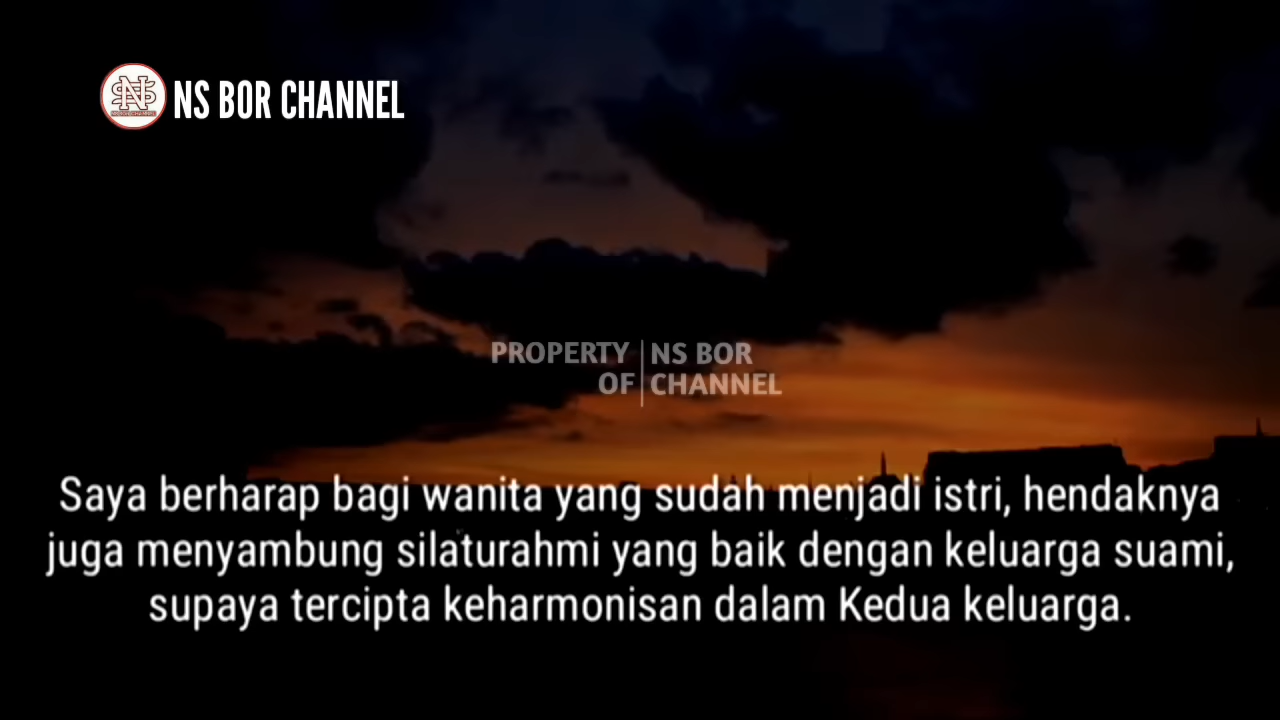 NS BOR CHANNEL
PROPERTY NS BOR
OF CHANNEL
Saya berharap bagi wanita yang sudah menjadi istri, hendaknya
juga menyambung silaturahmi yang baik dengan keluarga suami,
supaya tercipta keharmonisan dalam Kedua keluarga.